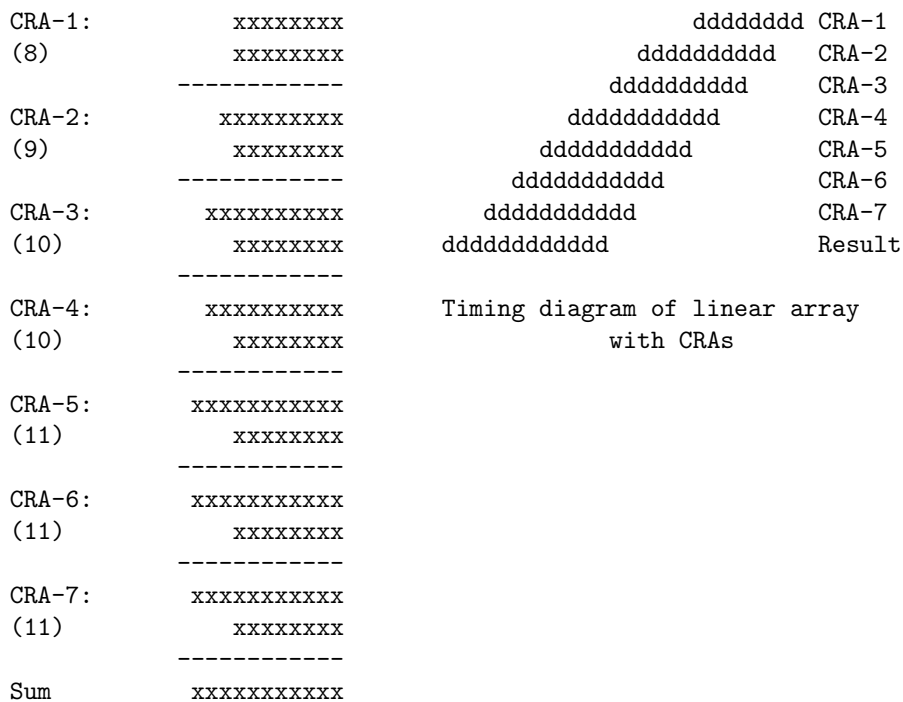 CRA-1:          xxxxxxxx                         dddddddd CRA-1
(8)             xxxxxxxx                     dddddddddd   CRA-2
            ------------                   dddddddddd     CRA-3
CRA-2:         xxxxxxxxx                ddddddddddd       CRA-4
(9)             xxxxxxxx              ddddddddddd         CRA-5
            ------------            ddddddddddd           CRA-6
CRA-3:        xxxxxxxxxx          ddddddddddd             CRA-7
(10)            xxxxxxxx       dddddddddddd               Result
            ------------
CRA-4:        xxxxxxxxxx       Timing diagram of linear array
(10)            xxxxxxxx                   with CRAs
            ------------
CRA-5:       xxxxxxxxxxx
(11)            xxxxxxxx
            ------------
CRA-6:       xxxxxxxxxxx
(11)            xxxxxxxx
            ------------
CRA-7:       xxxxxxxxxxx
(11)            xxxxxxxx
            ------------
Sum          xxxxxxxxxxx